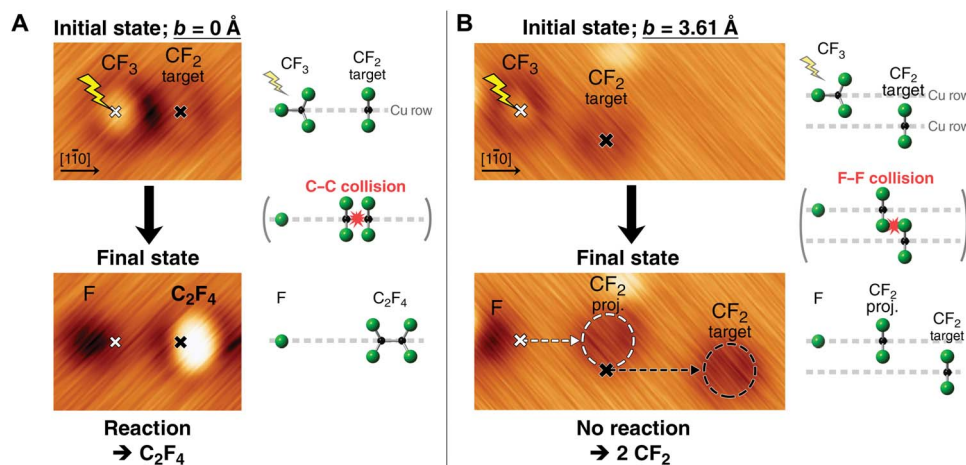 A
Initial state; b = 0 Å
CF3
CF2
target
[11̄0]
CF3
CF2
target
Cu row
C–C collision
Final state
F
C2F4
F
C2F4
Reaction
➔ C2F4
B
Initial state; b = 3.61 Å
CF3
CF2
target
[11̄0]
CF3
CF2
target
Cu row
Cu row
F–F collision
Final state
F
CF2
proj.
CF2
target
F
CF2
proj.
CF2
target
No reaction
➔ 2 CF2